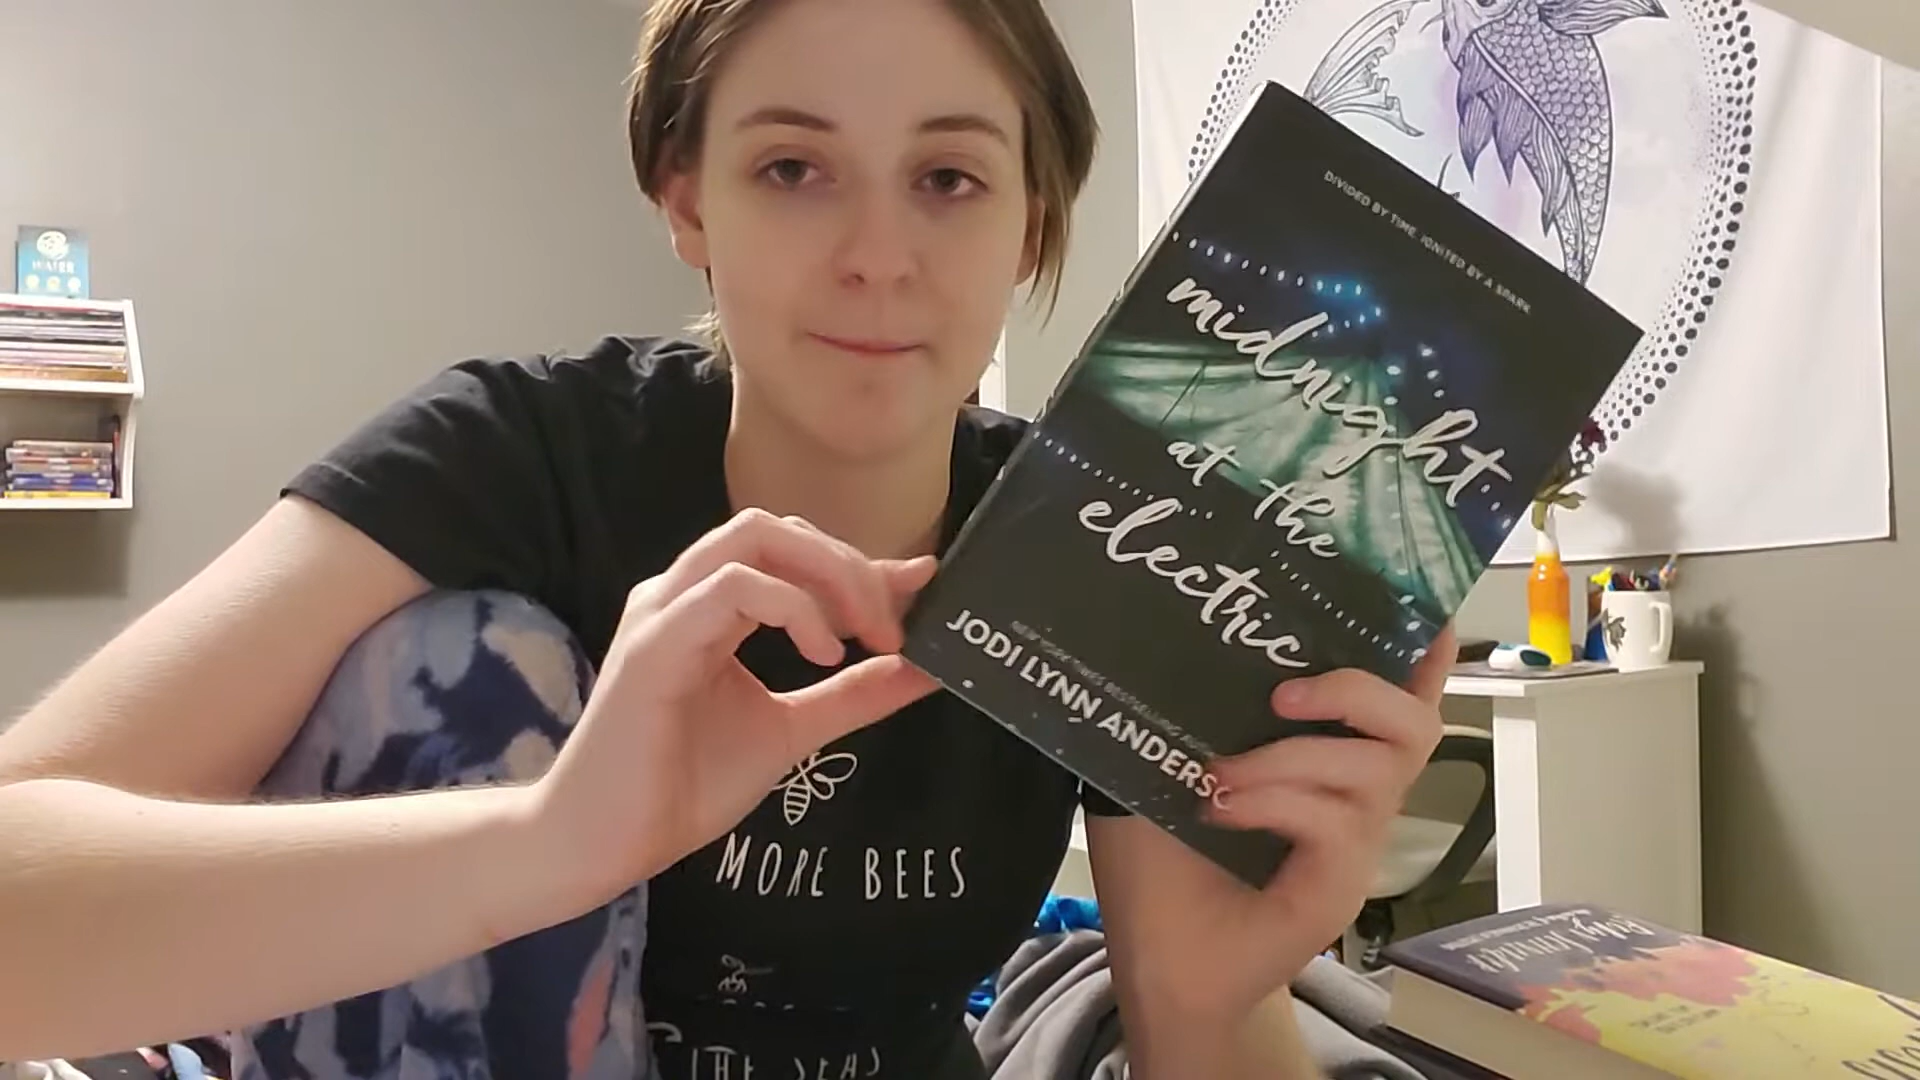 WATER
DIVIDED BY TIME. IGNITED BY A SPARK
midnight
at the
electric
NEW YORK TIMES BESTSELLING
JODI LYNN ANDERSO
MORE BEES
THE SEAS